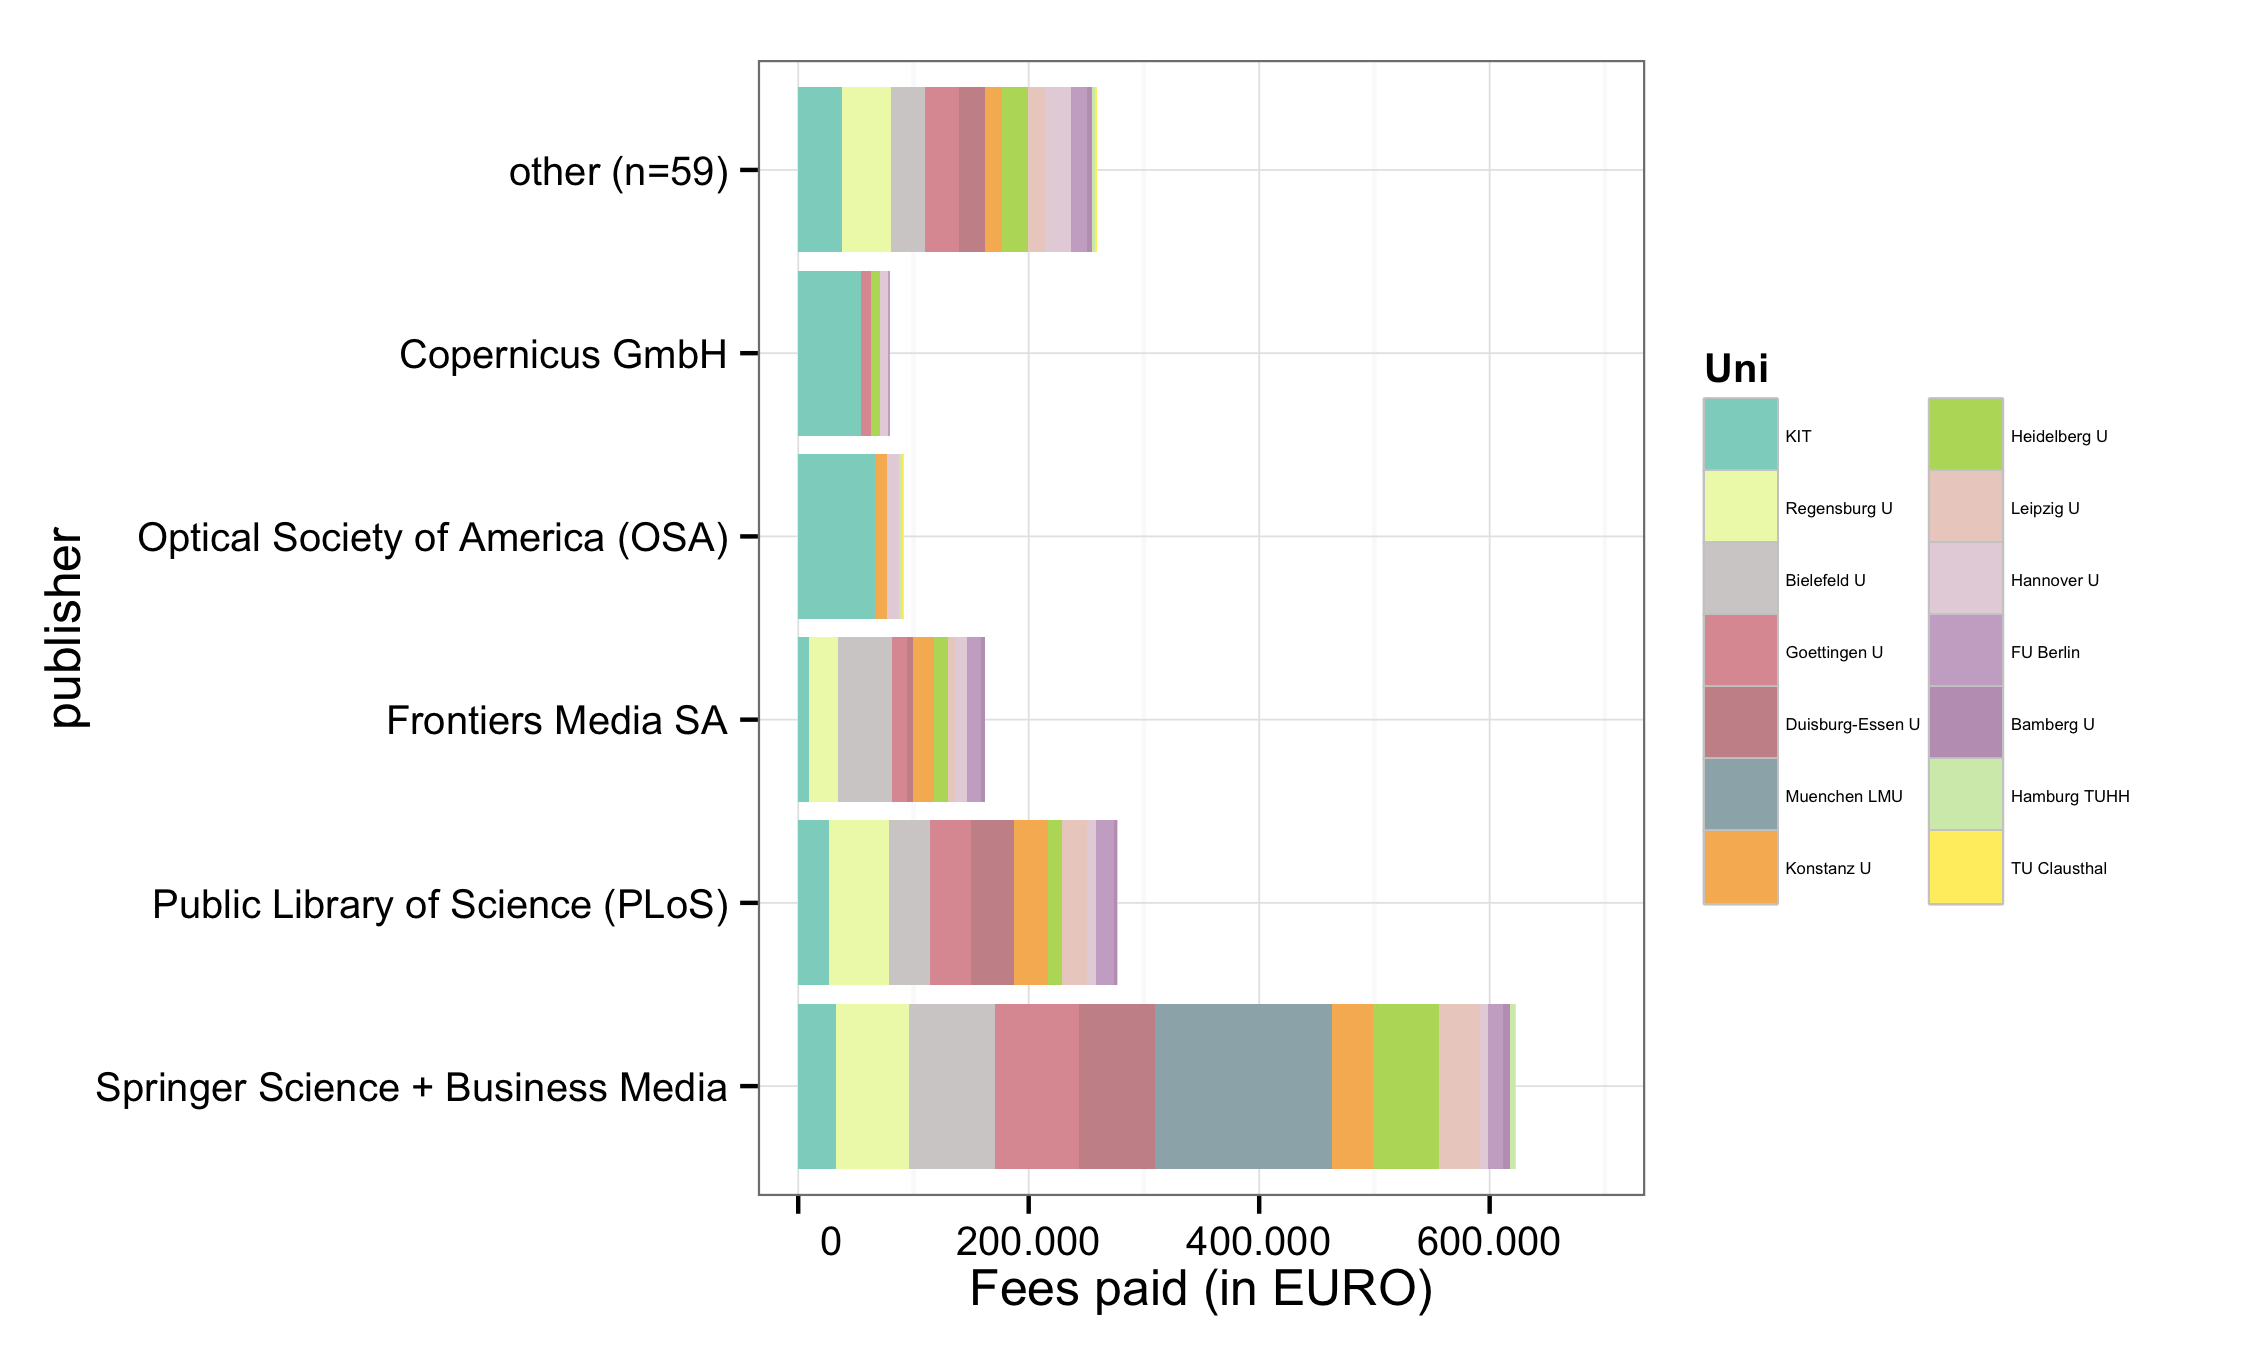 other (n=59)
Copernicus GmbH
Optical Society of America (OSA)
Frontiers Media SA
Public Library of Science (PLoS)
Springer Science + Business Media
publisher
0
200.000
400.000
600.000
Fees paid (in EURO)
Uni
KIT
Regensburg U
Bielefeld U
Goettingen U
Duisburg-Essen U
Muenchen LMU
Konstanz U
Heidelberg U
Leipzig U
Hannover U
FU Berlin
Bamberg U
Hamburg TUHH
TU Clausthal